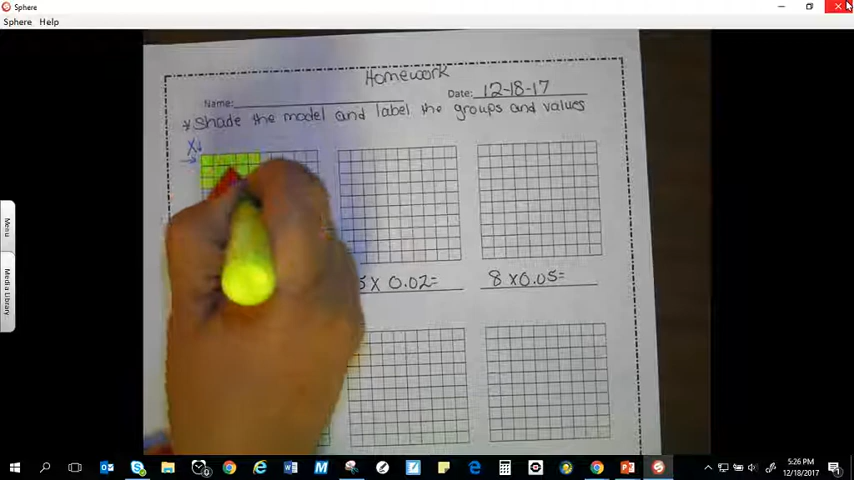 Sphere
Sphere Help
Homework
Name: Date: 12-18-17
* Shade the model and label the groups and values
X
5 X 0.02=
8 X 0.05=
Menu
Media Library
5:26 PM
12/18/2017